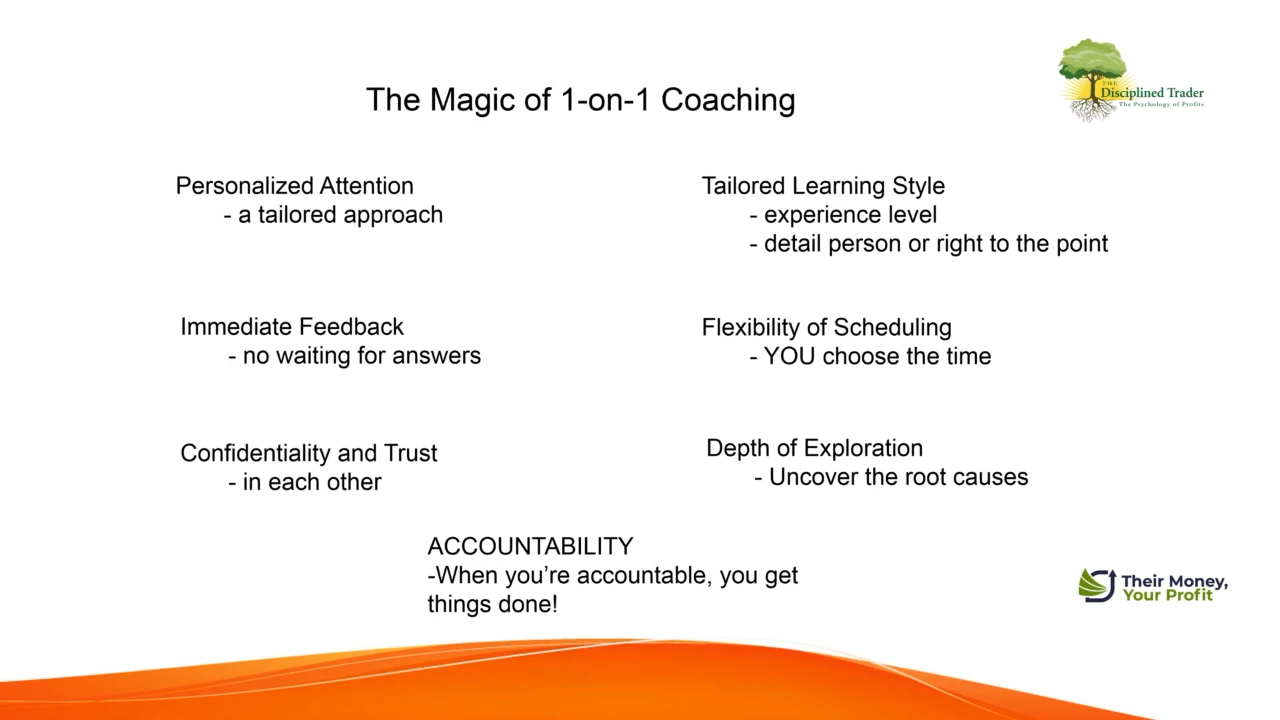 The Magic of 1-on-1 Coaching
THE
Disciplined Trader
The Psychology of Profits
Personalized Attention
- a tailored approach
Tailored Learning Style
- experience level
- detail person or right to the point
Immediate Feedback
- no waiting for answers
Flexibility of Scheduling
- YOU choose the time
Confidentiality and Trust
- in each other
Depth of Exploration
- Uncover the root causes
ACCOUNTABILITY
-When you’re accountable, you get
things done!
Their Money,
Your Profit